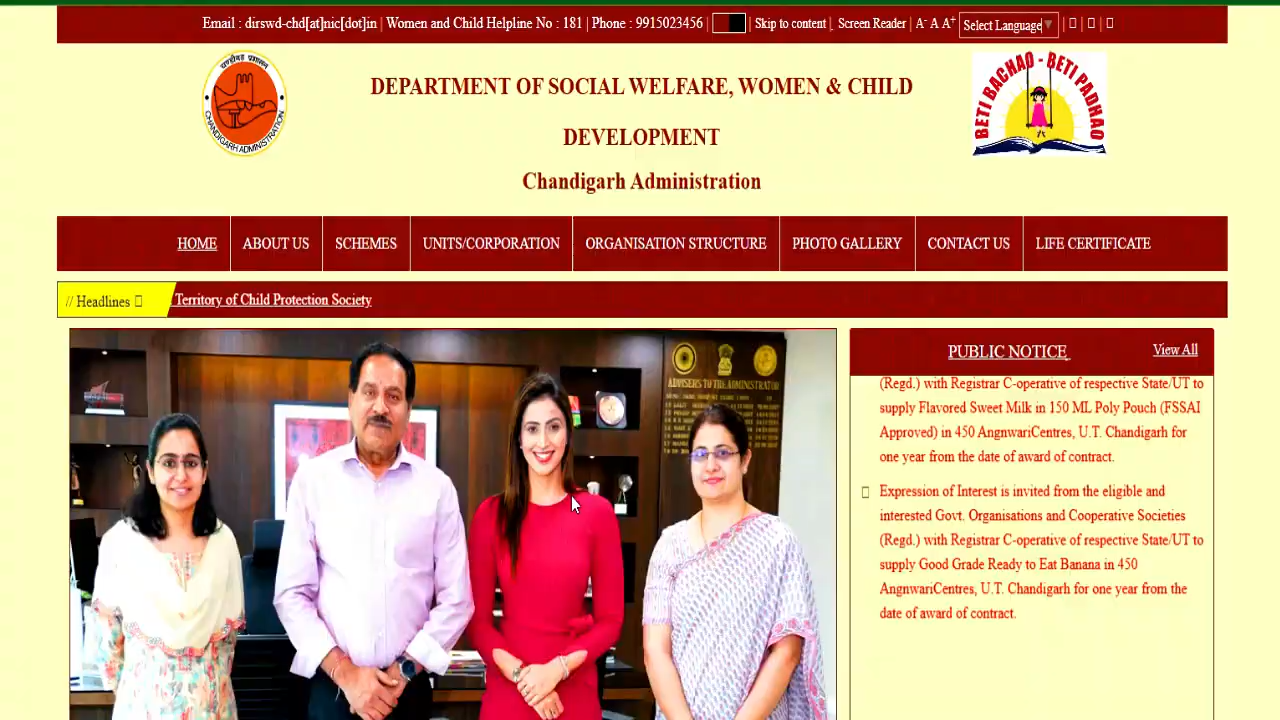 Email : dirswd-chd[at]nic[dot]in | Women and Child Helpline No : 181 | Phone : 9915023456 | | Skip to content | Screen Reader | A- A A+ Select Language▼ | | |
चण्डीगढ़ प्रशासन
CHANDIGARH ADMINISTRATION
DEPARTMENT OF SOCIAL WELFARE, WOMEN & CHILD
DEVELOPMENT
Chandigarh Administration
BETI BACHAO - BETI PADHAO
HOME ABOUT US SCHEMES UNITS/CORPORATION ORGANISATION STRUCTURE PHOTO GALLERY CONTACT US LIFE CERTIFICATE
// Headlines Territory of Child Protection Society
PUBLIC NOTICE View All
(Regd.) with Registrar C-operative of respective State/UT to
supply Flavored Sweet Milk in 150 ML Poly Pouch (FSSAI
Approved) in 450 AngnwariCentres, U.T. Chandigarh for
one year from the date of award of contract.
Expression of Interest is invited from the eligible and
interested Govt. Organisations and Cooperative Societies
(Regd.) with Registrar C-operative of respective State/UT to
supply Good Grade Ready to Eat Banana in 450
AngnwariCentres, U.T. Chandigarh for one year from the
date of award of contract.
ADVISERS TO THE ADMINISTRATOR